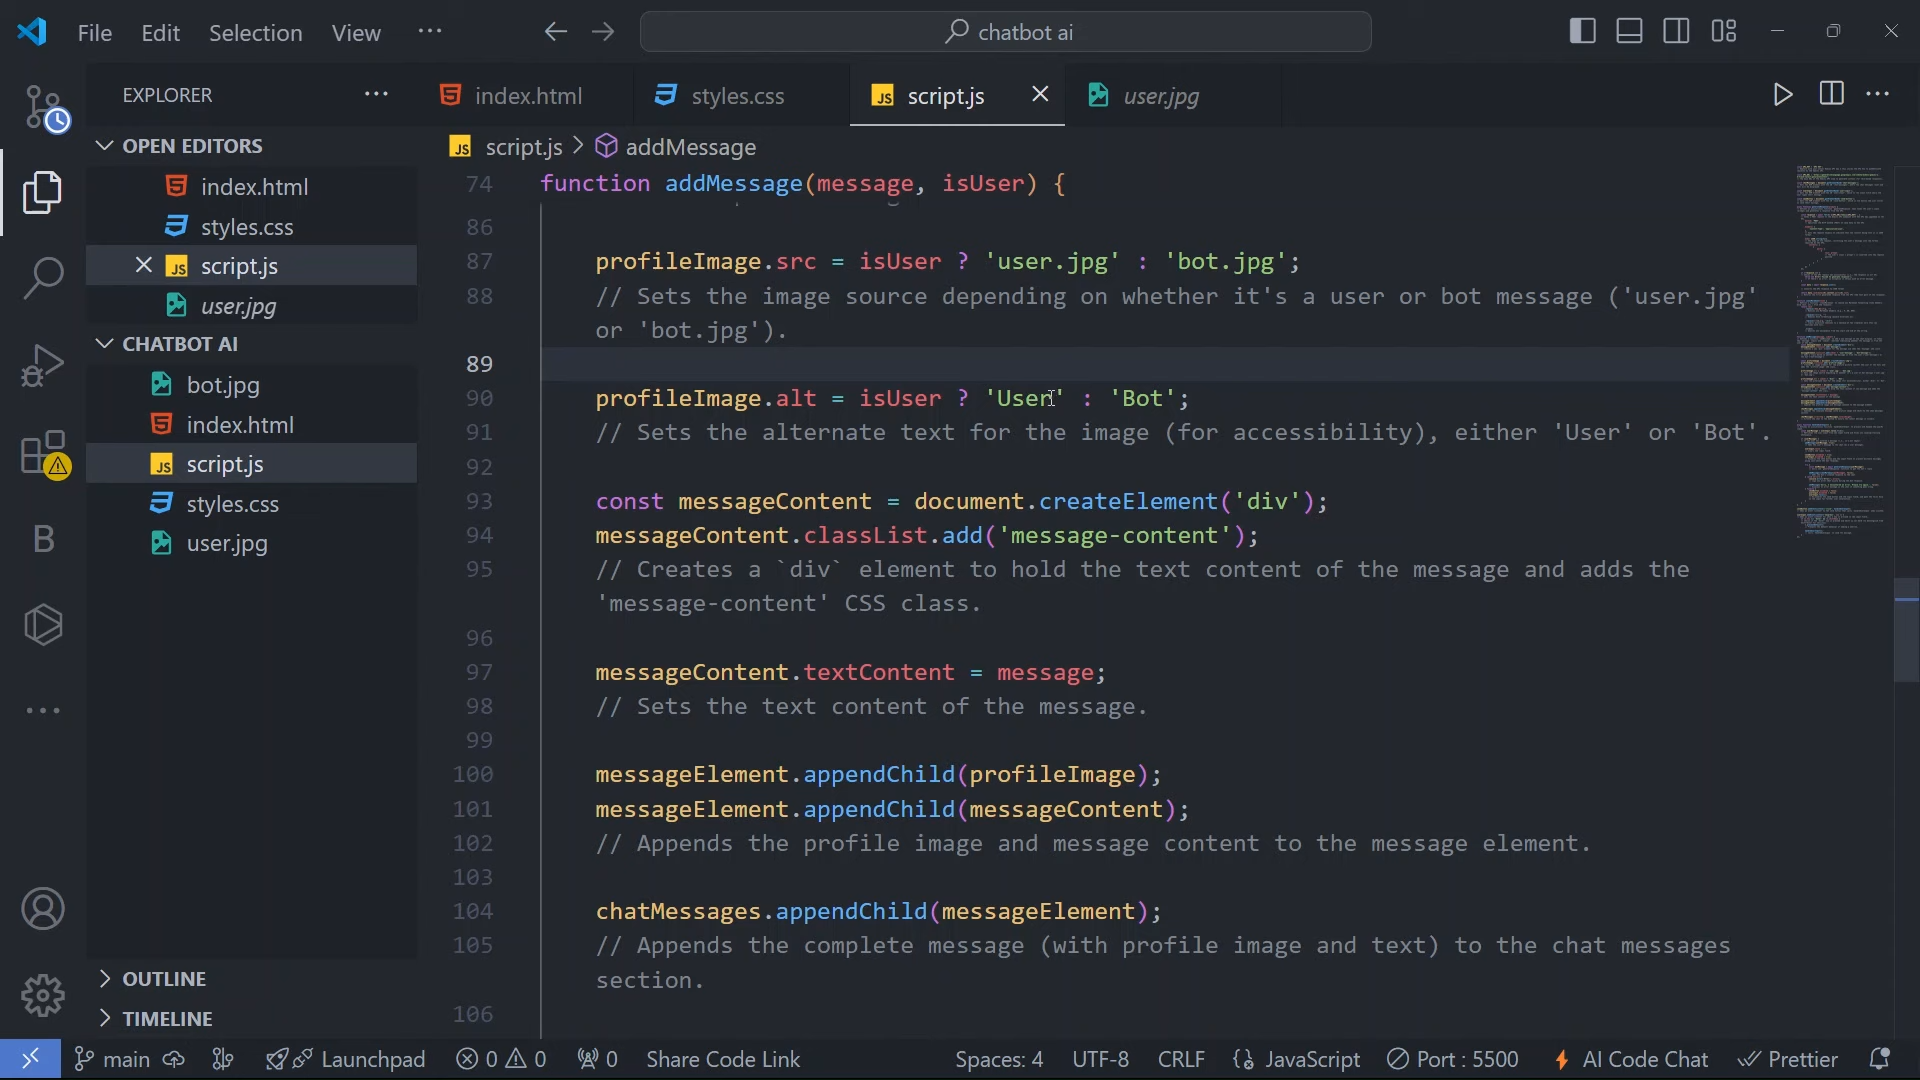 File Edit Selection View ··· chatbot ai
EXPLORER ···
index.html
styles.css
JS script.js
user.jpg
OPEN EDITORS
index.html
styles.css
JS script.js
user.jpg
CHATBOT AI
bot.jpg
index.html
JS script.js
styles.css
user.jpg
OUTLINE
TIMELINE
B
JS script.js > addMessage
74 function addMessage(message, isUser) {
86
87 profileImage.src = isUser ? 'user.jpg' : 'bot.jpg';
88 // Sets the image source depending on whether it's a user or bot message ('user.jpg'
or 'bot.jpg').
89
90 profileImage.alt = isUser ? 'User' : 'Bot';
91 // Sets the alternate text for the image (for accessibility), either 'User' or 'Bot'.
92
93 const messageContent = document.createElement('div');
94 messageContent.classList.add('message-content');
95 // Creates a `div` element to hold the text content of the message and adds the
'message-content' CSS class.
96
97 messageContent.textContent = message;
98 // Sets the text content of the message.
99
100 messageElement.appendChild(profileImage);
101 messageElement.appendChild(messageContent);
102 // Appends the profile image and message content to the message element.
103
104 chatMessages.appendChild(messageElement);
105 // Appends the complete message (with profile image and text) to the chat messages
section.
106
main Launchpad 0 0 0 Share Code Link Spaces: 4 UTF-8 CRLF {} JavaScript Port : 5500 AI Code Chat Prettier